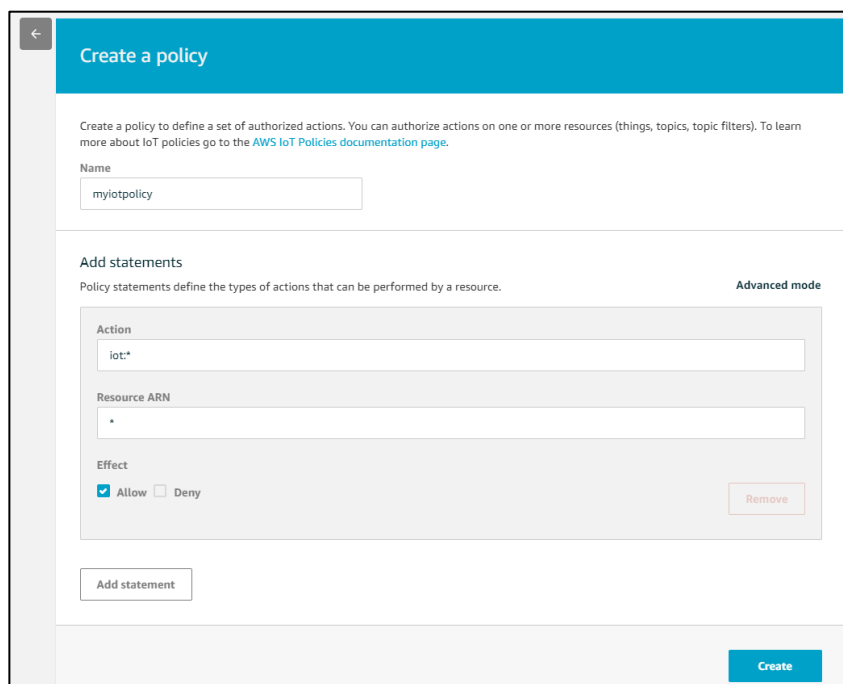 Create a policy
Create a policy to define a set of authorized actions. You can authorize actions on one or more resources (things, topics, topic filters). To learn
more about IoT policies go to the AWS IoT Policies documentation page.
Name
myiotpolicy
Add statements
Policy statements define the types of actions that can be performed by a resource.
Advanced mode
Action
iot:*
Resource ARN
*
Effect
Allow Deny
Remove
Add statement
Create